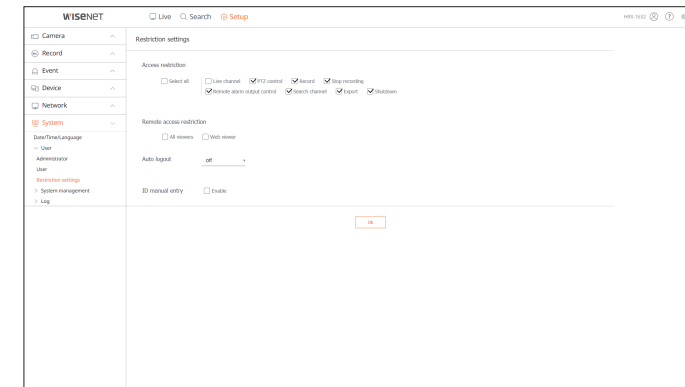 WISENET
Live Search Setup
HRX-1632
Camera
Record
Event
Device
Network
System
Date/Time/Language
User
Administrator
User
Restriction settings
System management
Log
Restriction settings
Access restriction
Select all
Live channel PTZ control Record Stop recording
Remote alarm output control Search channel Export Shutdown
Remote access restriction
All viewers Web viewer
Auto logout Off
ID manual entry Enable
Ok